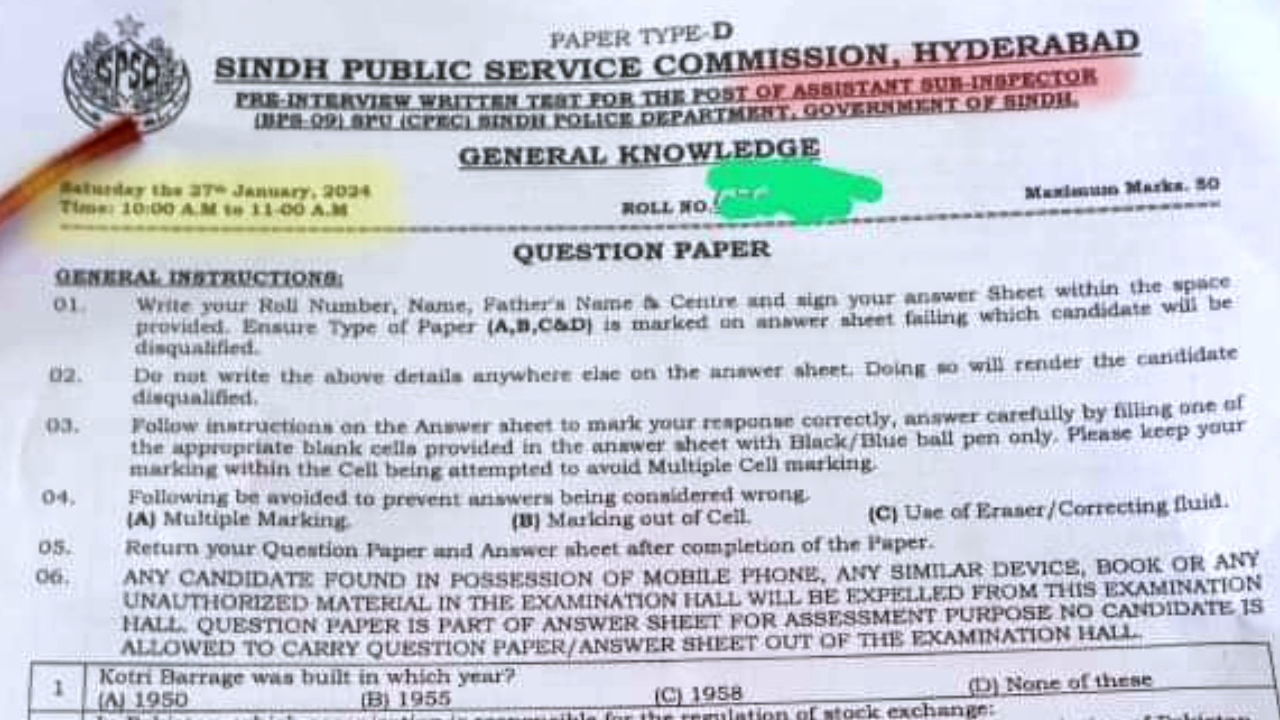 PAPER TYPE-D
SPSC
SINDH PUBLIC SERVICE COMMISSION, HYDERABAD
PRE-INTERVIEW WRITTEN TEST FOR THE POST OF ASSISTANT SUB-INSPECTOR
(BPS-09) SPU (CPEC) SINDH POLICE DEPARTMENT, GOVERNMENT OF SINDH.
GENERAL KNOWLEDGE
Saturday the 27th January, 2024
Time: 10:00 A.M to 11-00 A.M
ROLL NO.
Maximum Marks. 50
QUESTION PAPER
GENERAL INSTRUCTIONS:
01. Write your Roll Number, Name, Father's Name & Centre and sign your answer Sheet within the space
provided. Ensure Type of Paper (A,B,C&D) is marked on answer sheet failing which candidate will be
disqualified.
02. Do not write the above details anywhere else on the answer sheet. Doing so will render the candidate
disqualified.
03. Follow instructions on the Answer sheet to mark your response correctly, answer carefully by filling one of
the appropriate blank cells provided in the answer sheet with Black/Blue ball pen only. Please keep your
marking within the Cell being attempted to avoid Multiple Cell marking.
04. Following be avoided to prevent answers being considered wrong.
(A) Multiple Marking. (B) Marking out of Cell. (C) Use of Eraser/Correcting fluid.
05. Return your Question Paper and Answer sheet after completion of the Paper.
06. ANY CANDIDATE FOUND IN POSSESSION OF MOBILE PHONE, ANY SIMILAR DEVICE, BOOK OR ANY
UNAUTHORIZED MATERIAL IN THE EXAMINATION HALL WILL BE EXPELLED FROM THIS EXAMINATION
HALL. QUESTION PAPER IS PART OF ANSWER SHEET FOR ASSESSMENT PURPOSE NO CANDIDATE IS
ALLOWED TO CARRY QUESTION PAPER/ANSWER SHEET OUT OF THE EXAMINATION HALL.
1 Kotri Barrage was built in which year?
(A) 1950 (B) 1955 (C) 1958 (D) None of these
which organization is responsible for the regulation of stock exchange: